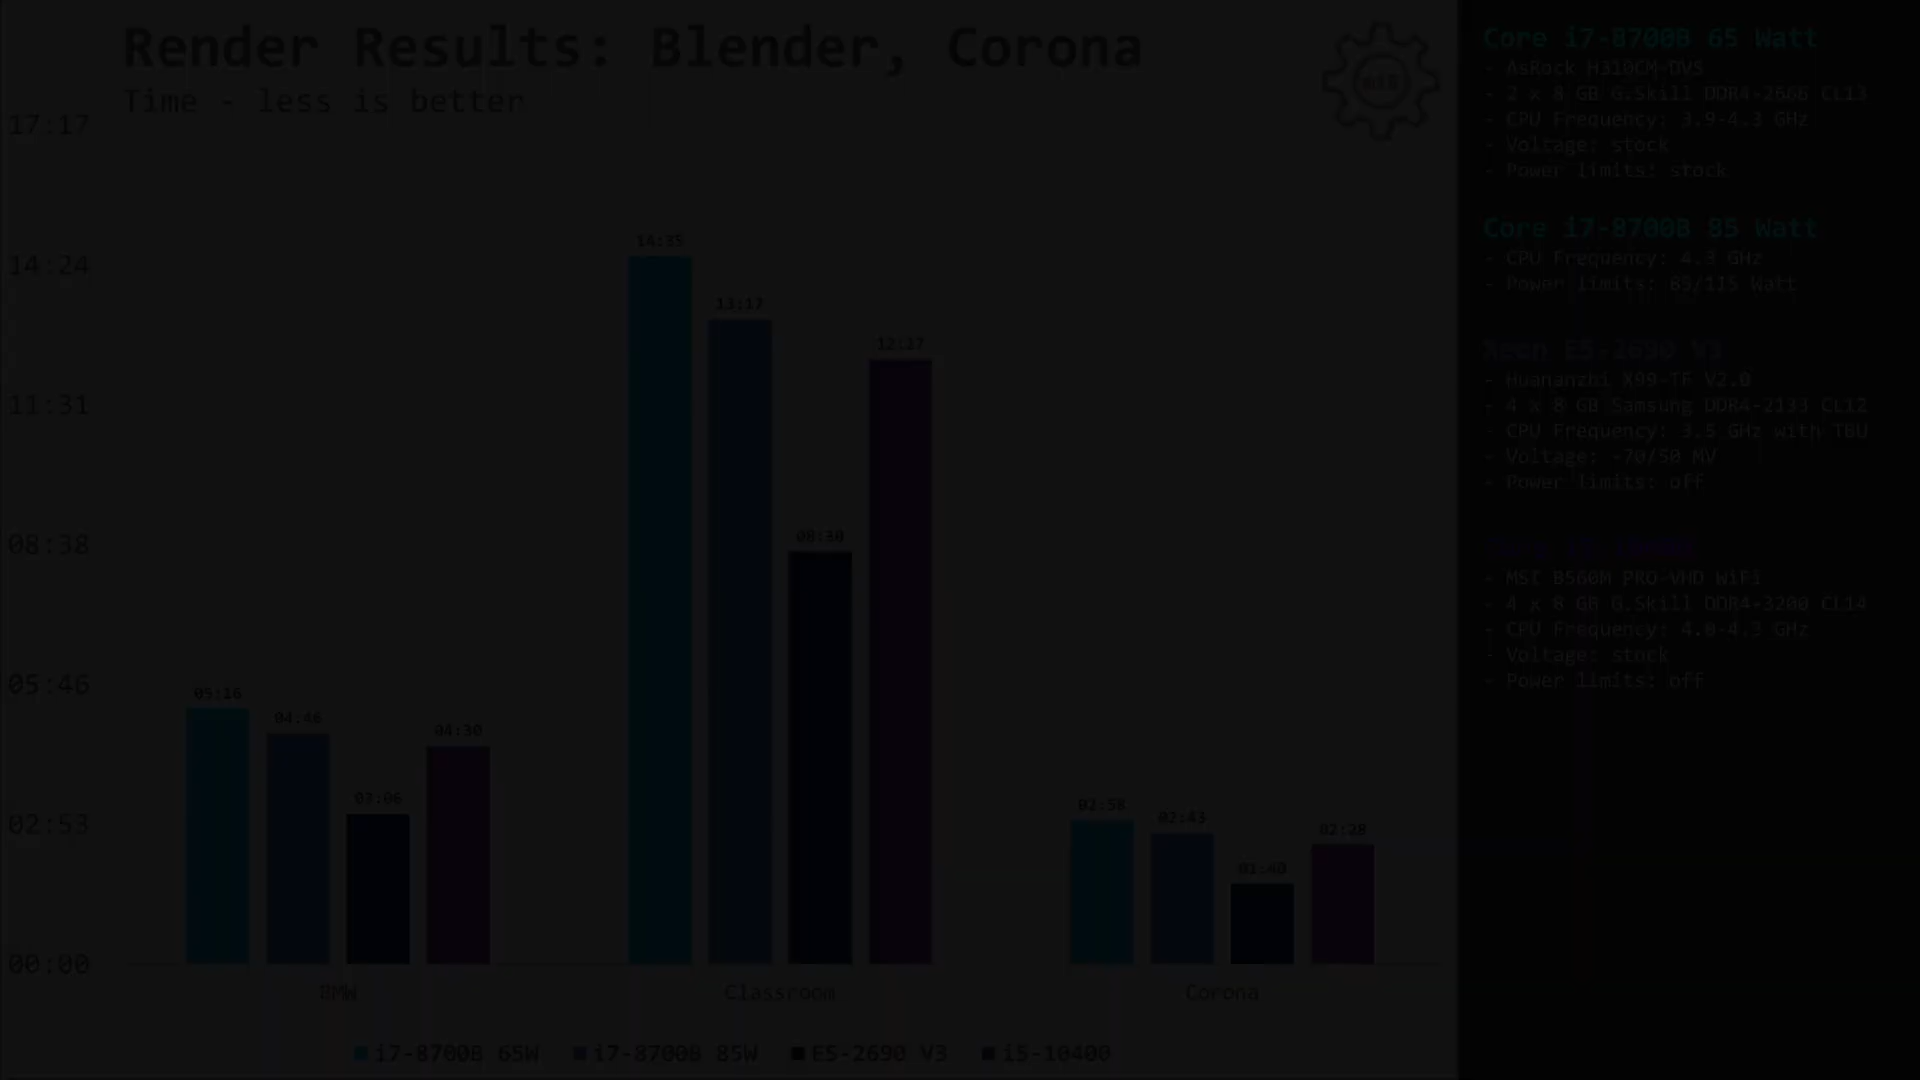 Render Results: Blender, Corona
Time - less is better
17:17
14:24
11:31
08:38
05:46
02:53
00:00
05:16
04:46
03:06
04:30
14:35
13:17
08:30
02:58
02:43
01:40
02:28
BMW
Classroom
Corona
i7-8700B 65W
i7-8700B 85W
E5-2690 V3
i5-10400
Core i7-8700B 65 Watt
- AsRock H310CM-DVS
- 2 x 8 GB G.Skill DDR4-2666 CL13
- CPU Frequency: 3.9-4.3 GHz
- Voltage: stock
- Power limits: stock
Core i7-8700B 85 Watt
- CPU Frequency: 4.3 GHz
- Power limits: 85/115 Watt
Xeon E5-2690 V3
- Huananzhi X99-TF V2.0
- 4 x 8 GB Samsung DDR4-2133 CL12
- CPU Frequency: 3.5 GHz with TBU
- Voltage: -70/50 MV
- Power limits: off
- MSI B560M PRO-VHD WiFi
- 4 x 8 GB G.Skill DDR4-3200 CL14
- CPU Frequency: 4.0-4.3 GHz
- Voltage: stock
- Power limits: off